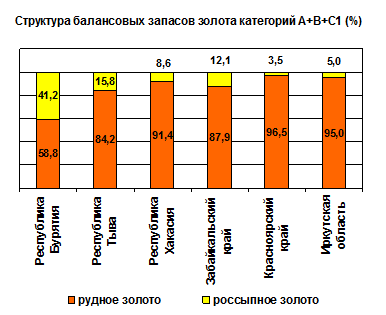 Структура балансовых запасов золота категорий А+В+С1 (%)
8,6 12,1 3,5 5,0
41,2 15,8
58,8 84,2 91,4 87,9 96,5 95,0
Республика
Бурятия
Республика
Тыва
Республика
Хакасия
Забайкальский
край
Красноярский
край
Иркутская
область
рудное золото россыпное золото